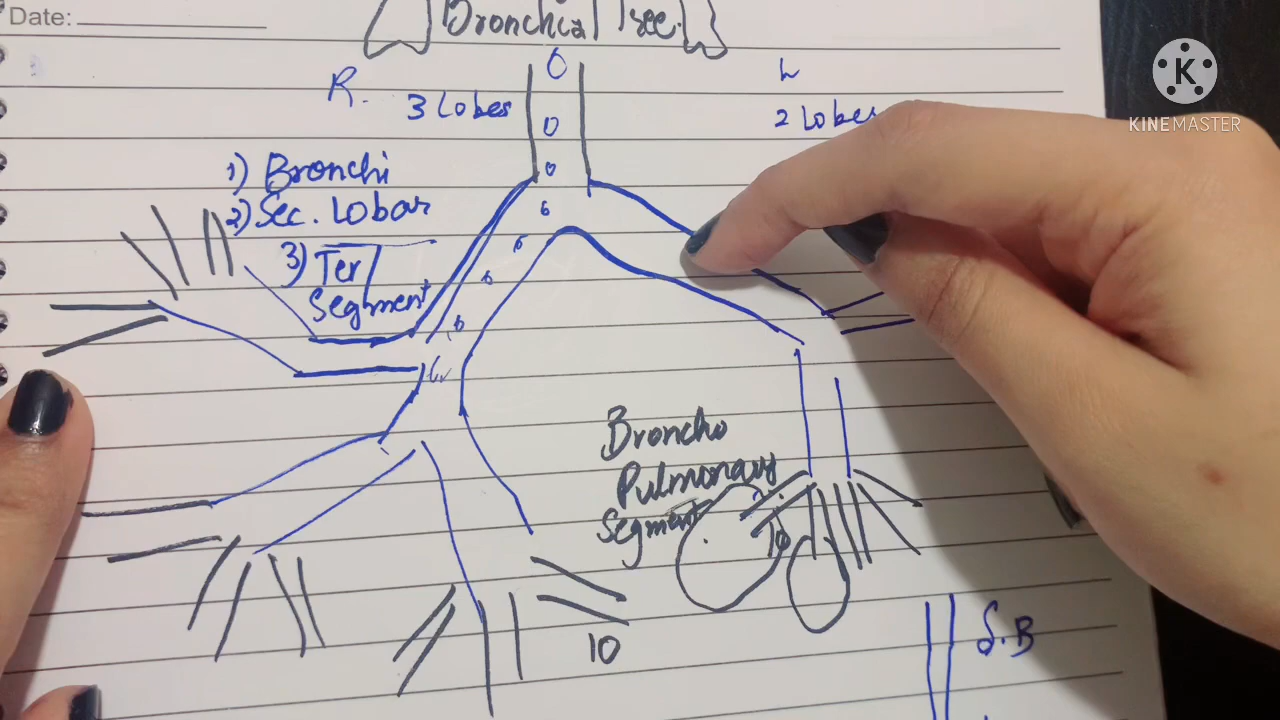 Date:
Bronchial Tree.
R.
3 Lobes
L
2 Lobes
KINEMASTER
1) Bronchi
2) Sec. Lobar
3) Ter/
Segment
Broncho
Pulmonary
Segment
10
10
S.B